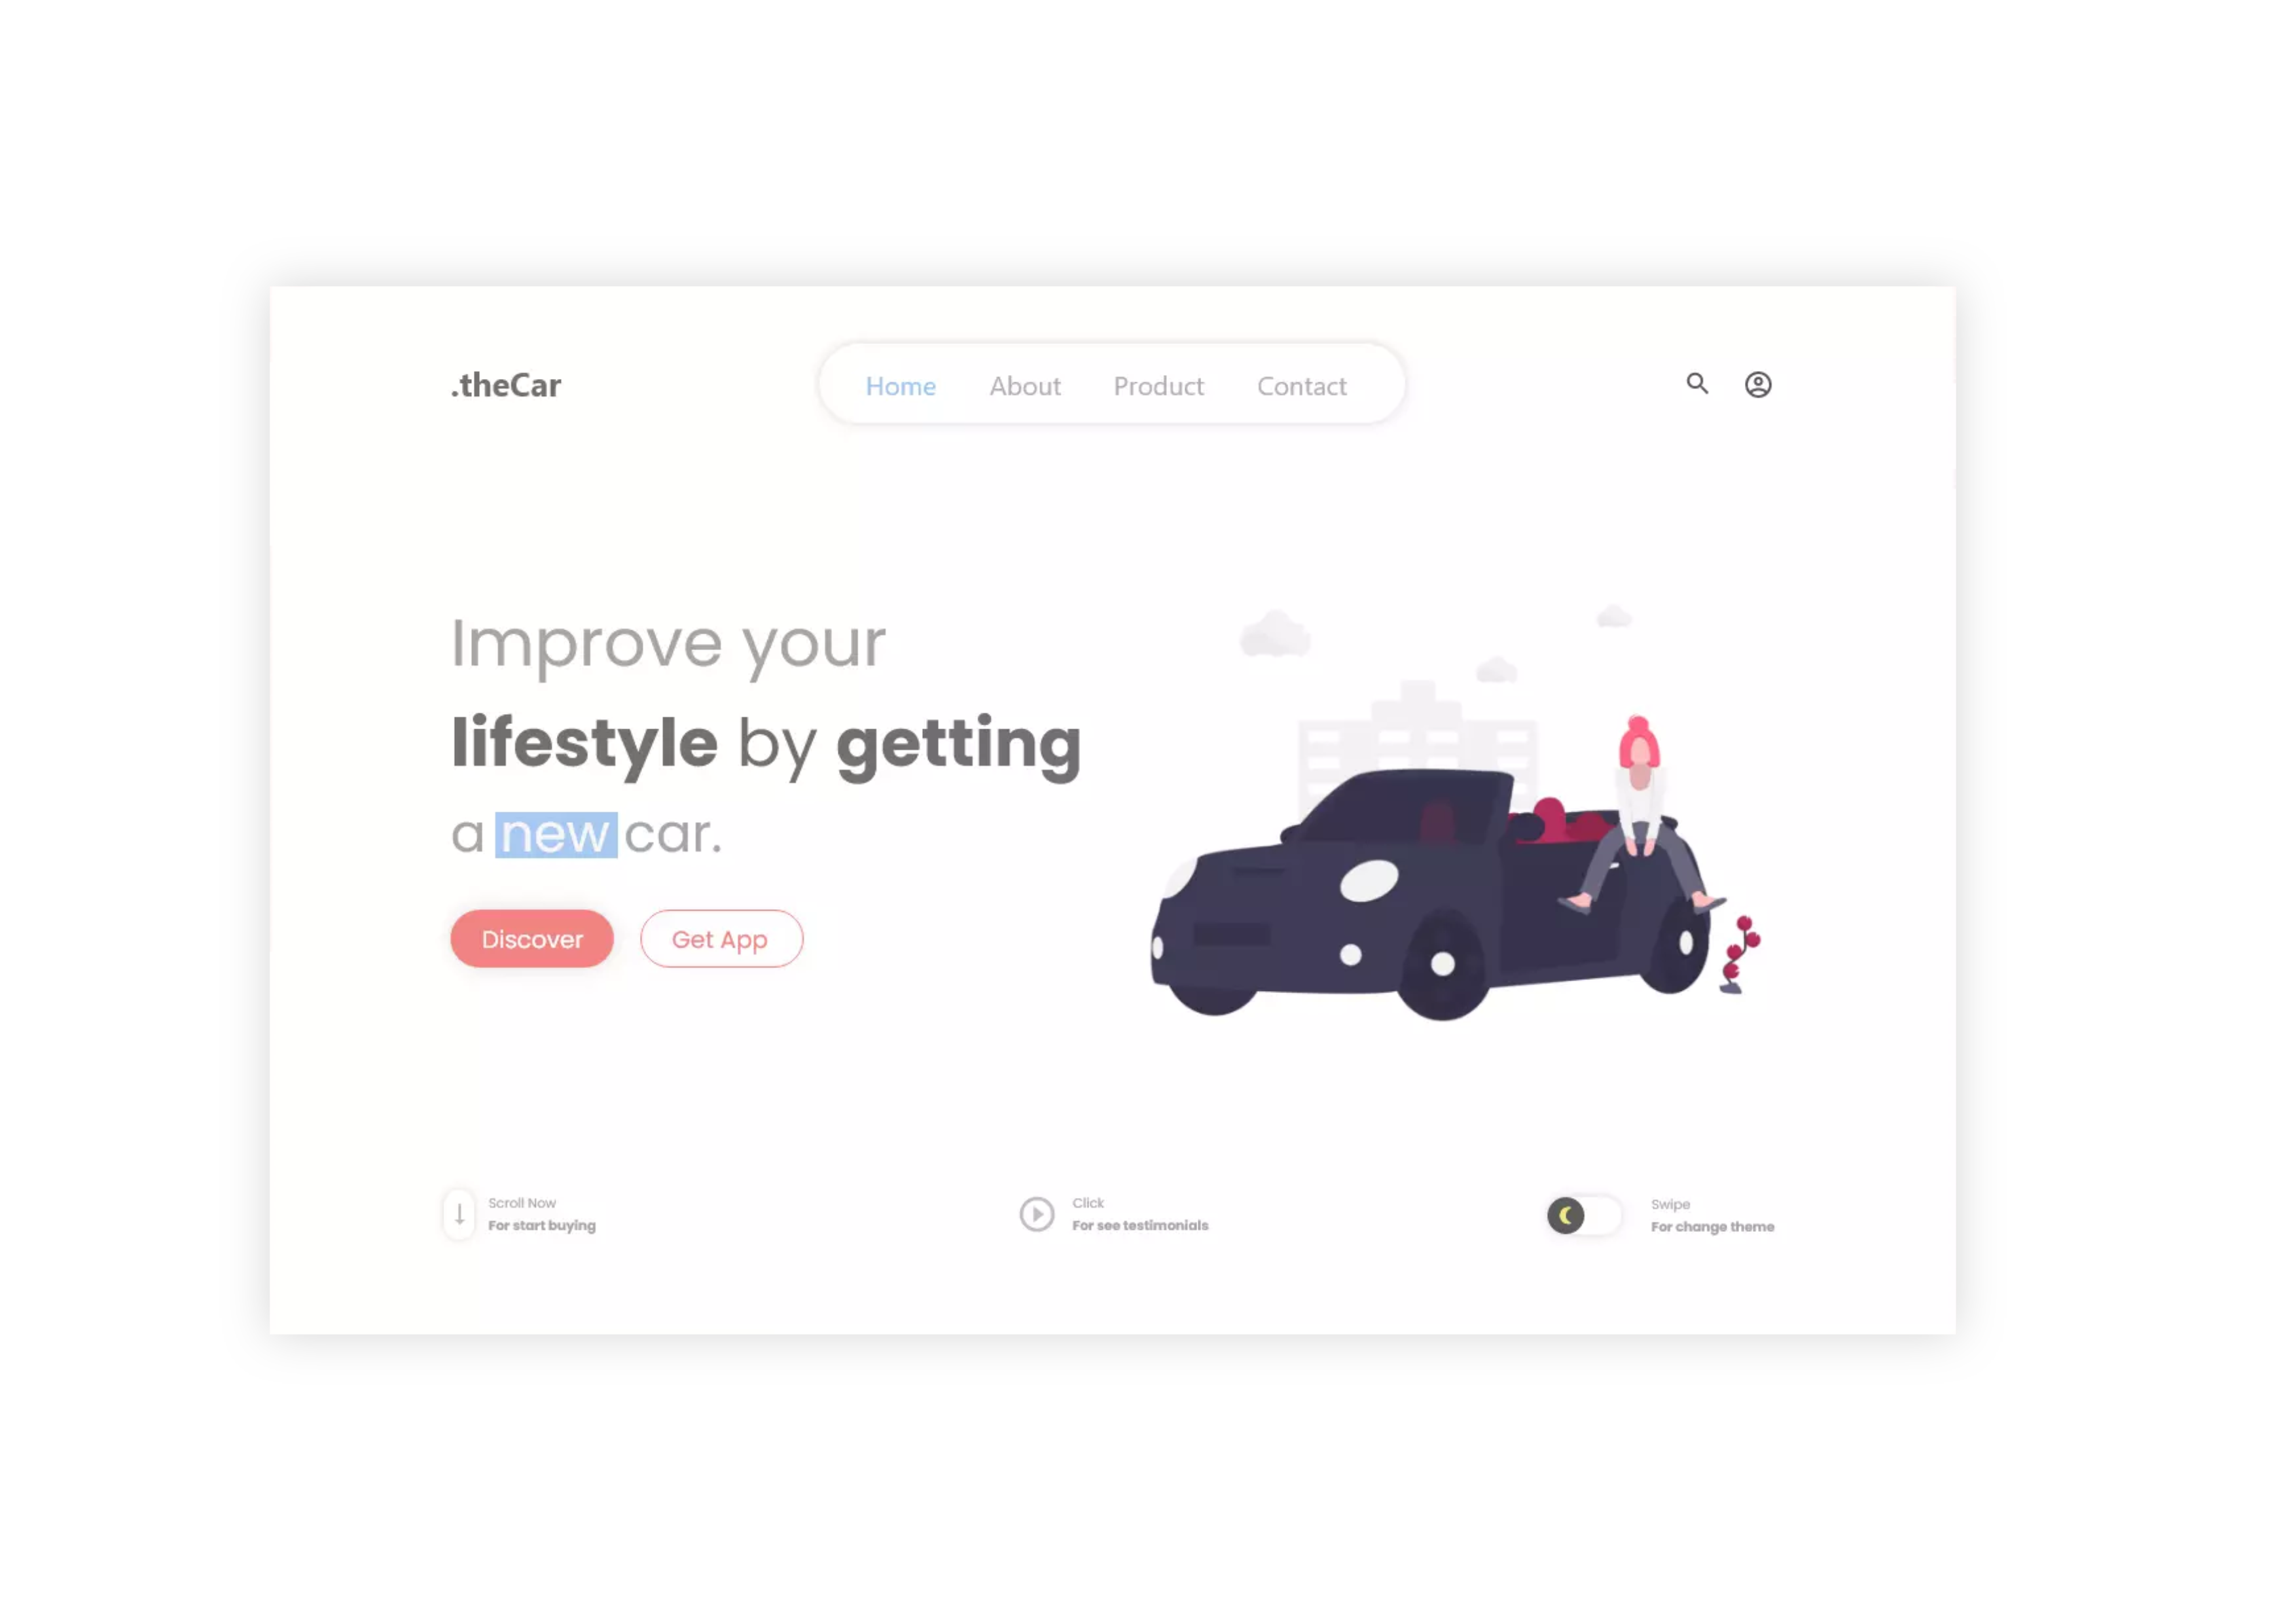 .theCar
Home About Product Contact
Improve your
lifestyle by getting
a new car.
Discover Get App
Scroll Now
For start buying
Click
For see testimonials
Swipe
For change theme